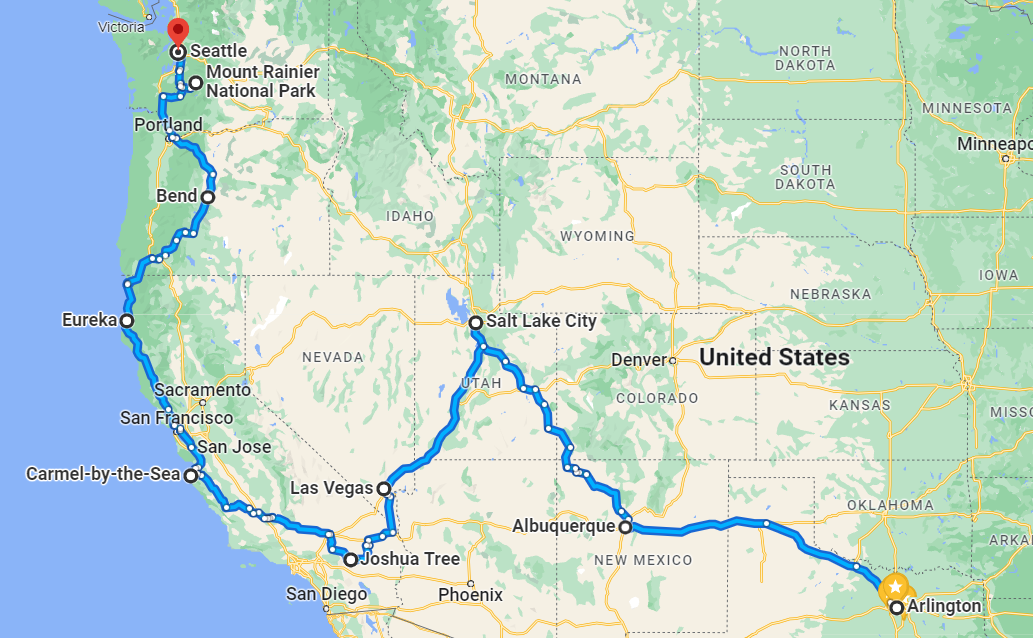 Victoria
Seattle
Mount Rainier
National Park
NORTH
DAKOTA
MONTANA
MINNESOTA
Portland
Minneapo
SOUTH
DAKOTA
Bend
IDAHO
WYOMING
IOWA
NEBRASKA
Eureka
Salt Lake City
NEVADA
Denver
United States
UTAH
Sacramento
COLORADO
KANSAS
MISSO
San Francisco
San Jose
Carmel-by-the-Sea
Las Vegas
OKLAHOMA
Albuquerque
ARKA
Joshua Tree
NEW MEXICO
San Diego
Phoenix
Arlington